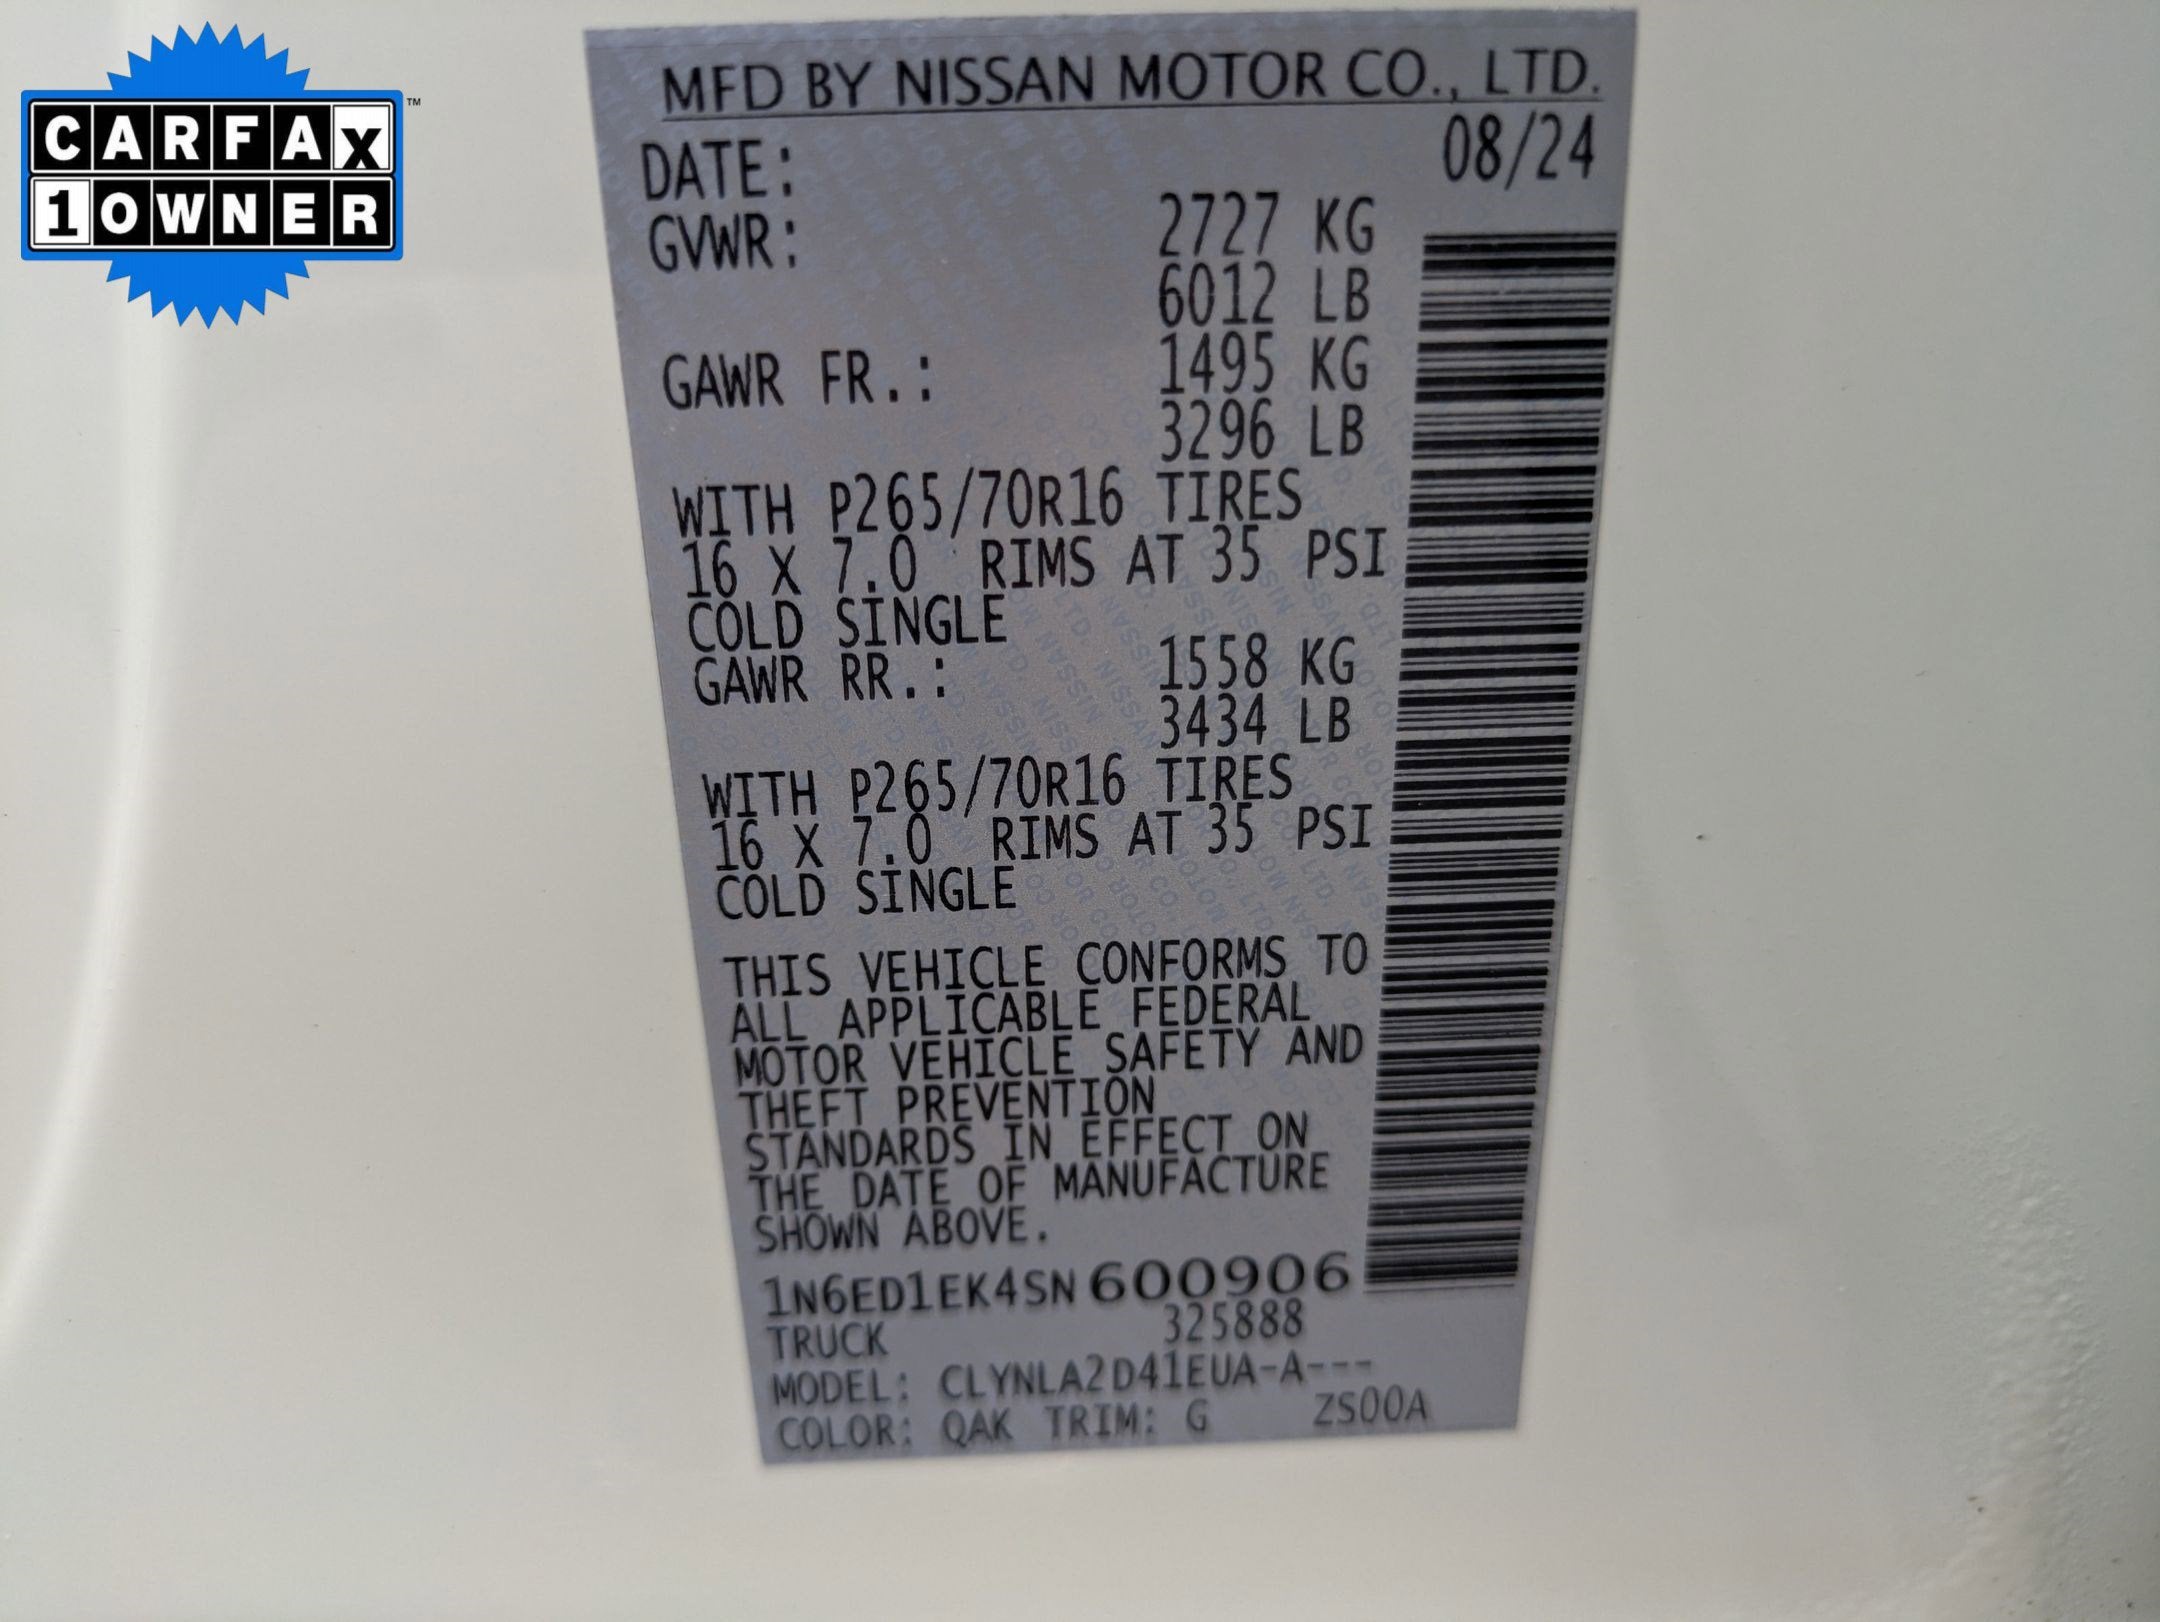 CARFAX™
1 OWNER
MFD BY NISSAN MOTOR CO., LTD.
DATE: 08/24
GVWR: 2727 KG
6012 LB
GAWR FR.: 1495 KG
3296 LB
WITH P265/70R16 TIRES
16 X 7.0 RIMS AT 35 PSI
COLD SINGLE
GAWR RR.: 1558 KG
3434 LB
WITH P265/70R16 TIRES
16 X 7.0 RIMS AT 35 PSI
COLD SINGLE
THIS VEHICLE CONFORMS TO
ALL APPLICABLE FEDERAL
MOTOR VEHICLE SAFETY AND
THEFT PREVENTION
STANDARDS IN EFFECT ON
THE DATE OF MANUFACTURE
SHOWN ABOVE.
1N6ED1EK4SN600906
TRUCK 325888
MODEL: CLYNLA2D41EUA-A---
COLOR: QAK TRIM: G ZS00A